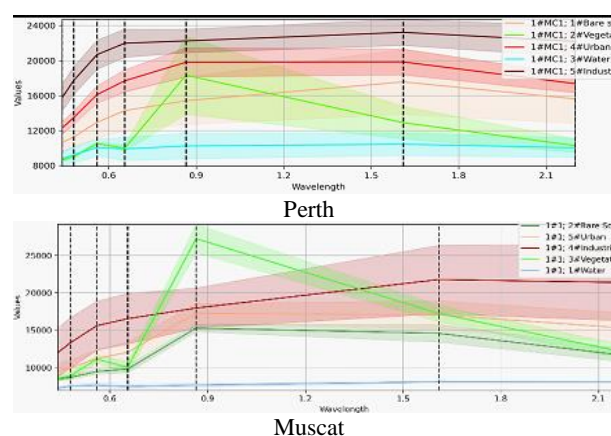 24000
20000
16000
12000
8000
Values
0.6
0.9
1.2
1.5
1.8
2.1
Wavelength
1#MC1; 1#Bare s
1#MC1; 2#Vegeta
1#MC1; 4#Urban
1#MC1; 3#Water
1#MC1; 5#Indust
Perth
25000
20000
15000
10000
Values
0.6
0.9
1.2
1.5
1.8
2.1
Wavelength
1#1; 2#Bare So
1#1; 5#Urban
1#1; 4#Industri
1#1; 3#Vegetat
1#1; 1#Water
Muscat